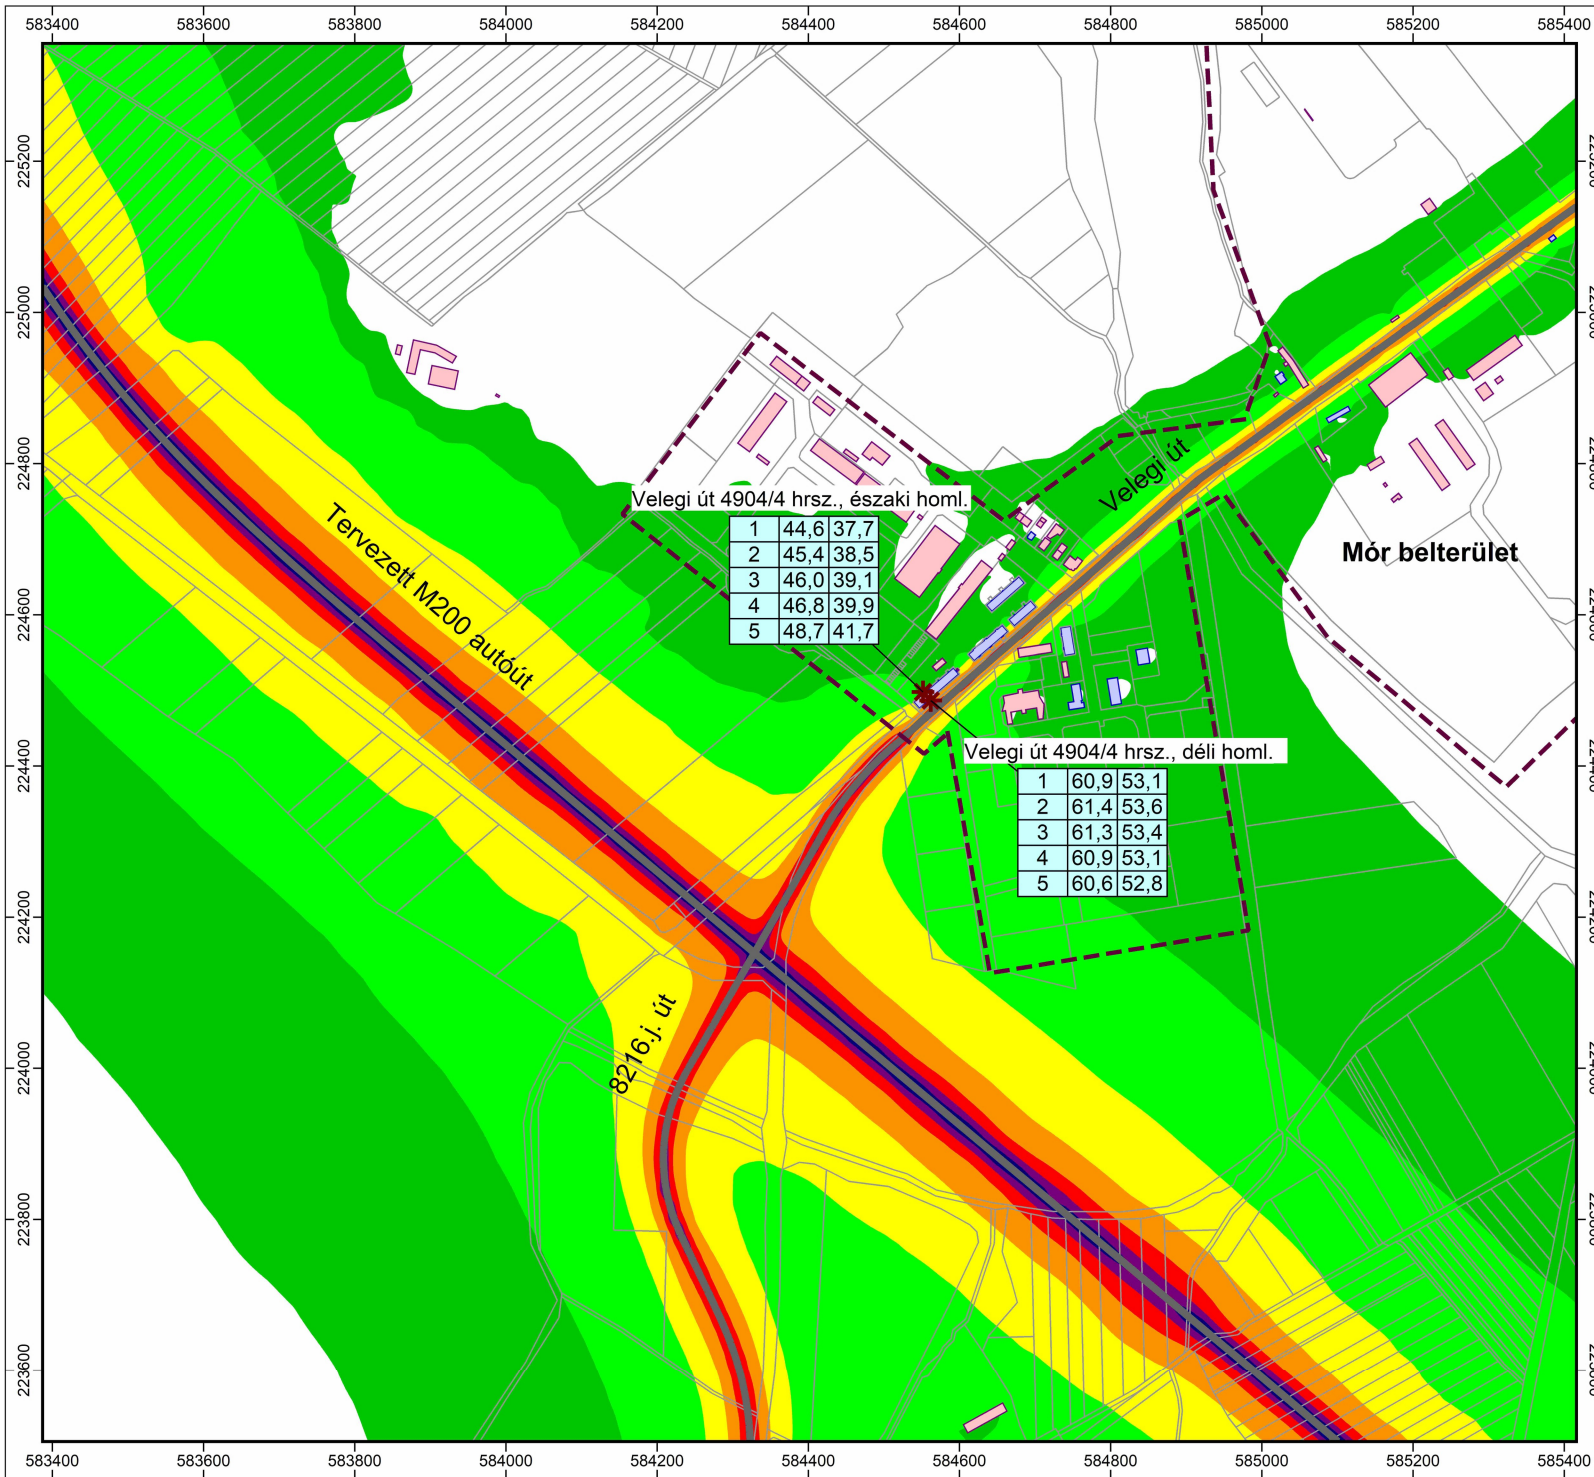 583400 583600 583800 584000 584200 584400 584600 584800 585000 585200 585400
225200
225000
224800
224600
224400
224200
224000
223800
223600
Velegi út
Velegi út 4904/4 hrsz., északi homl.
1 44,6 37,7
2 45,4 38,5
3 46,0 39,1
4 46,8 39,9
5 48,7 41,7
Tervezett M200 autóút
Mór belterület
Velegi út 4904/4 hrsz., déli homl.
1 60,9 53,1
2 61,4 53,6
3 61,3 53,4
4 60,9 53,1
5 60,6 52,8
8216.j. út
583400 583600 583800 584000 584200 584400 584600 584800 585000 585200 585400